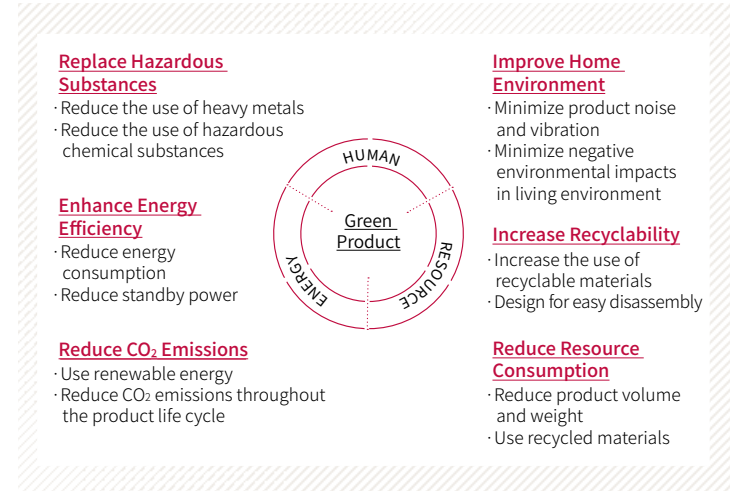 Replace Hazardous
Substances
· Reduce the use of heavy metals
· Reduce the use of hazardous
chemical substances
Enhance Energy
Efficiency
· Reduce energy
consumption
· Reduce standby power
Reduce CO₂ Emissions
· Use renewable energy
· Reduce CO₂ emissions throughout
the product life cycle
HUMAN
ENERGY
RESOURCE
Green
Product
Improve Home
Environment
· Minimize product noise
and vibration
· Minimize negative
environmental impacts
in living environment
Increase Recyclability
· Increase the use of
recyclable materials
· Design for easy disassembly
Reduce Resource
Consumption
· Reduce product volume
and weight
· Use recycled materials